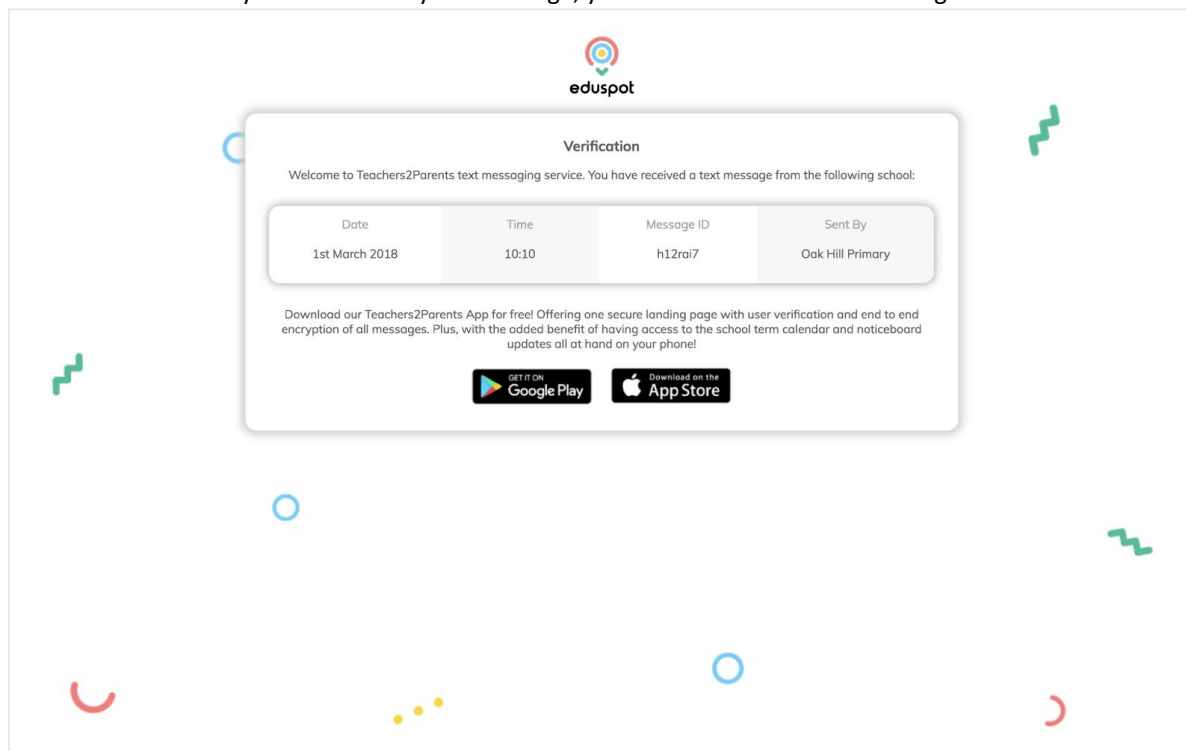 eduspot
Verification
Welcome to Teachers2Parents text messaging service. You have received a text message from the following school:
Date Time Message ID Sent By
1st March 2018 10:10 h12rai7 Oak Hill Primary
Download our Teachers2Parents App for free! Offering one secure landing page with user verification and end to end
encryption of all messages. Plus, with the added benefit of having access to the school term calendar and noticeboard
updates all at hand on your phone!
GET IT ON Download on the
Google Play App Store